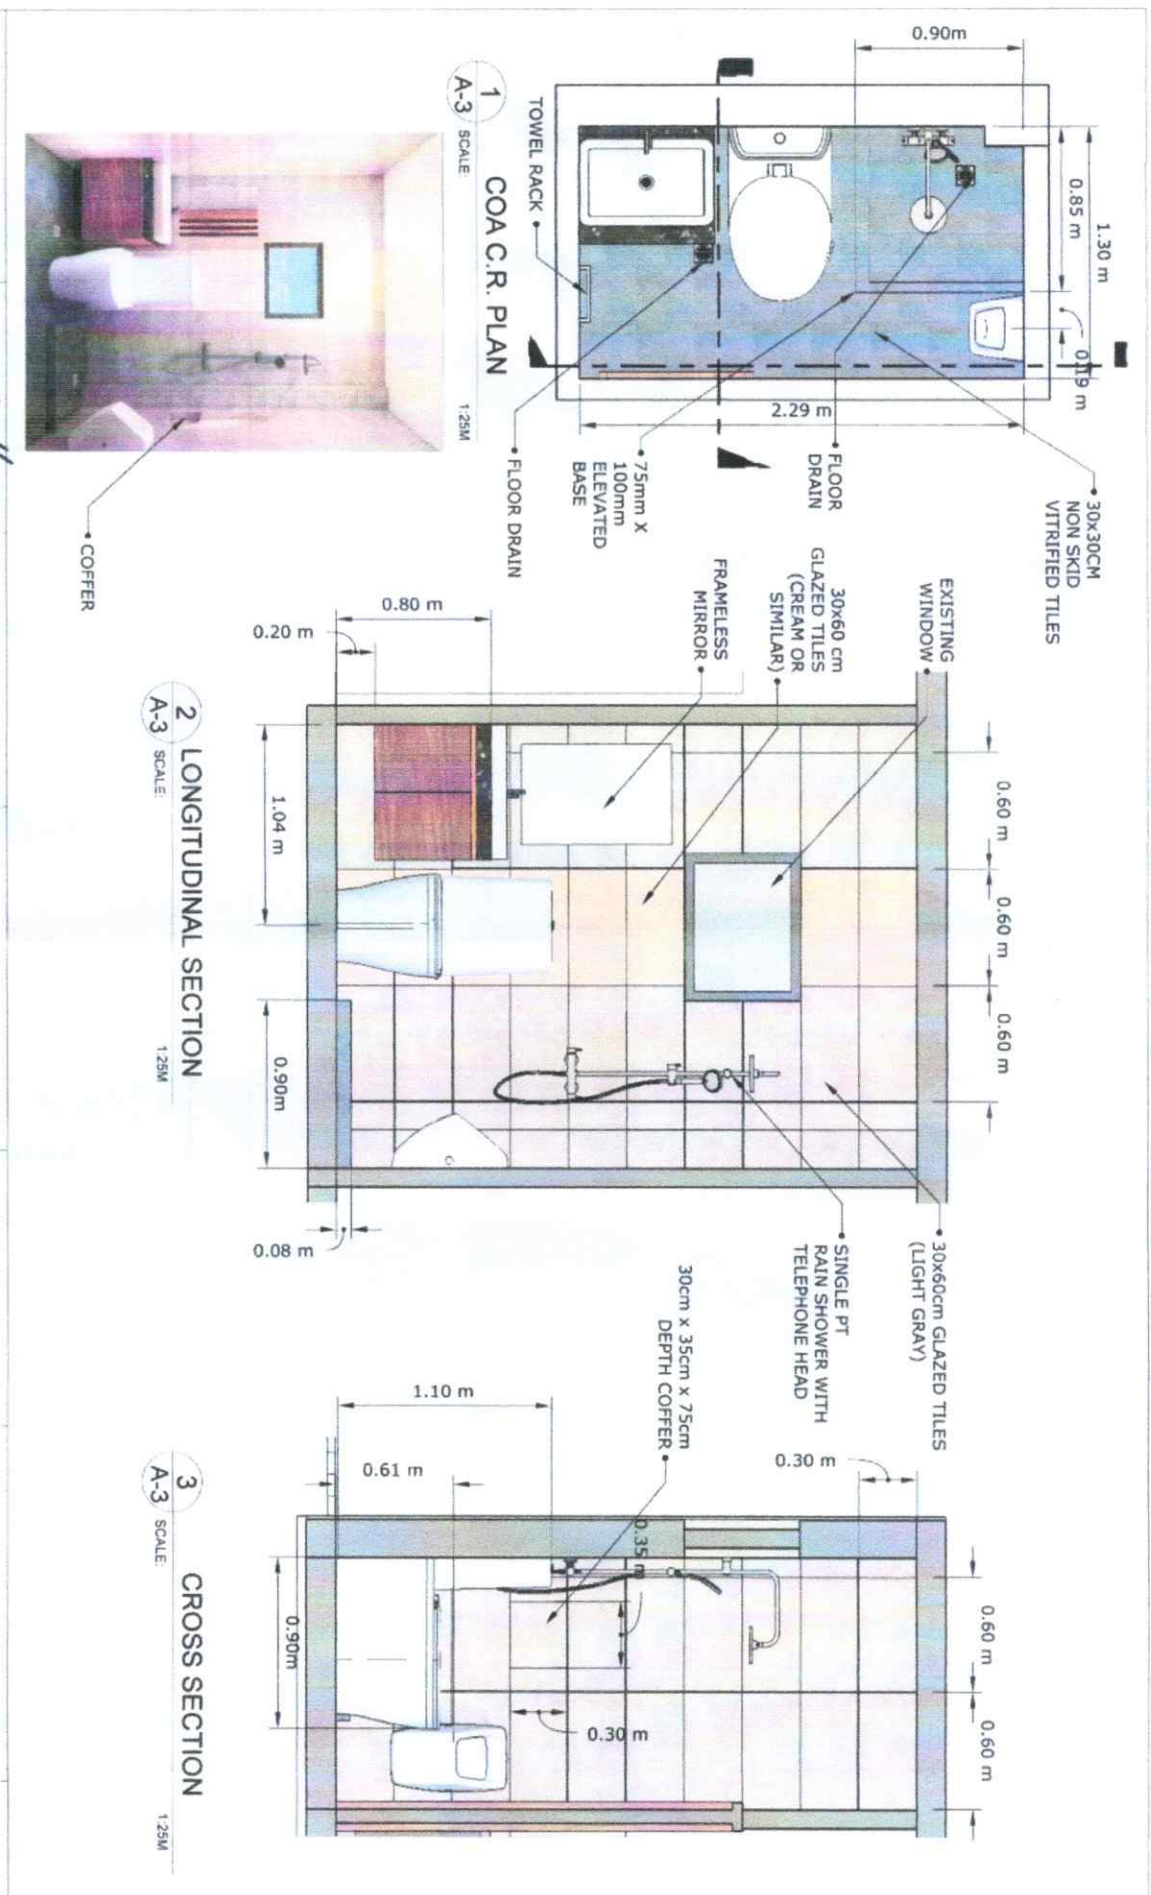 0.90m
1.30 m
0.85 m
0.19 m
2.29 m
30x30CM
NON SKID
VITRIFIED TILES
FLOOR
DRAIN
75mm X
100mm
ELEVATED
BASE
FLOOR DRAIN
TOWEL RACK
1
A-3
SCALE:
COA C.R. PLAN
1:25M
COFFER
EXISTING
WINDOW
30x60 cm
GLAZED TILES
(CREAM OR
SIMILAR)
FRAMELESS
MIRROR
0.80 m
0.20 m
0.60 m
0.60 m
0.60 m
1.04 m
0.90m
0.08 m
30x60cm GLAZED TILES
(LIGHT GRAY)
SINGLE PT
RAIN SHOWER WITH
TELEPHONE HEAD
2
A-3
SCALE:
LONGITUDINAL SECTION
1:25M
30cm x 35cm x 75cm
DEPTH COFFER
1.10 m
0.61 m
0.30 m
0.35 m
0.30 m
0.60 m
0.60 m
0.90m
3
A-3
SCALE:
CROSS SECTION
1:25M